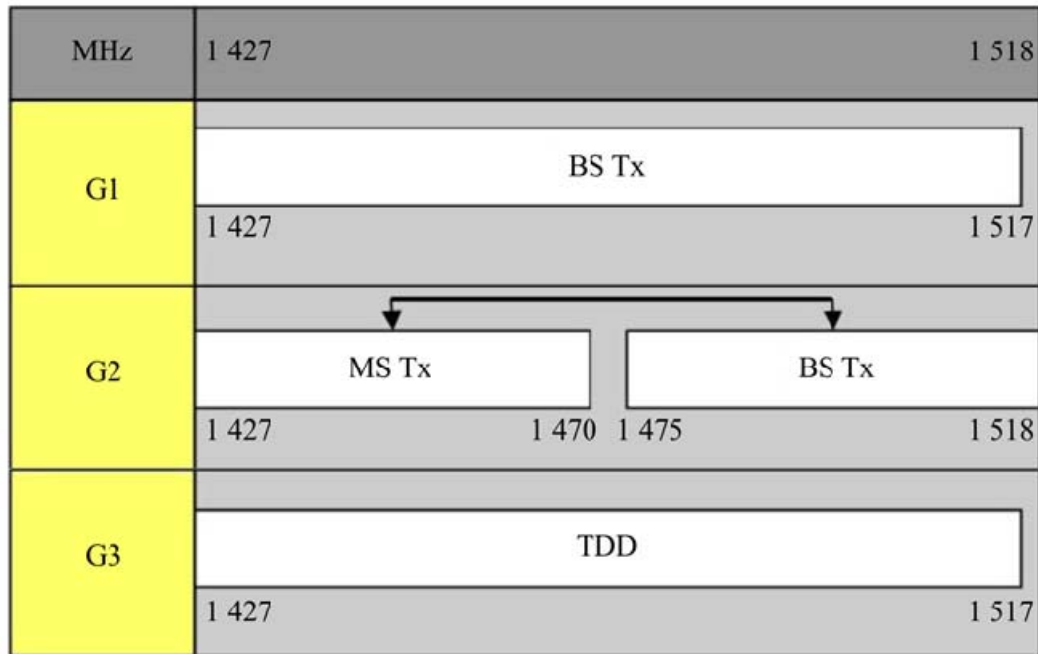 MHz 1 427 1 518
G1 BS Tx
1 427 1 517
G2 MS Tx BS Tx
1 427 1 470 1 475 1 518
G3 TDD
1 427 1 517